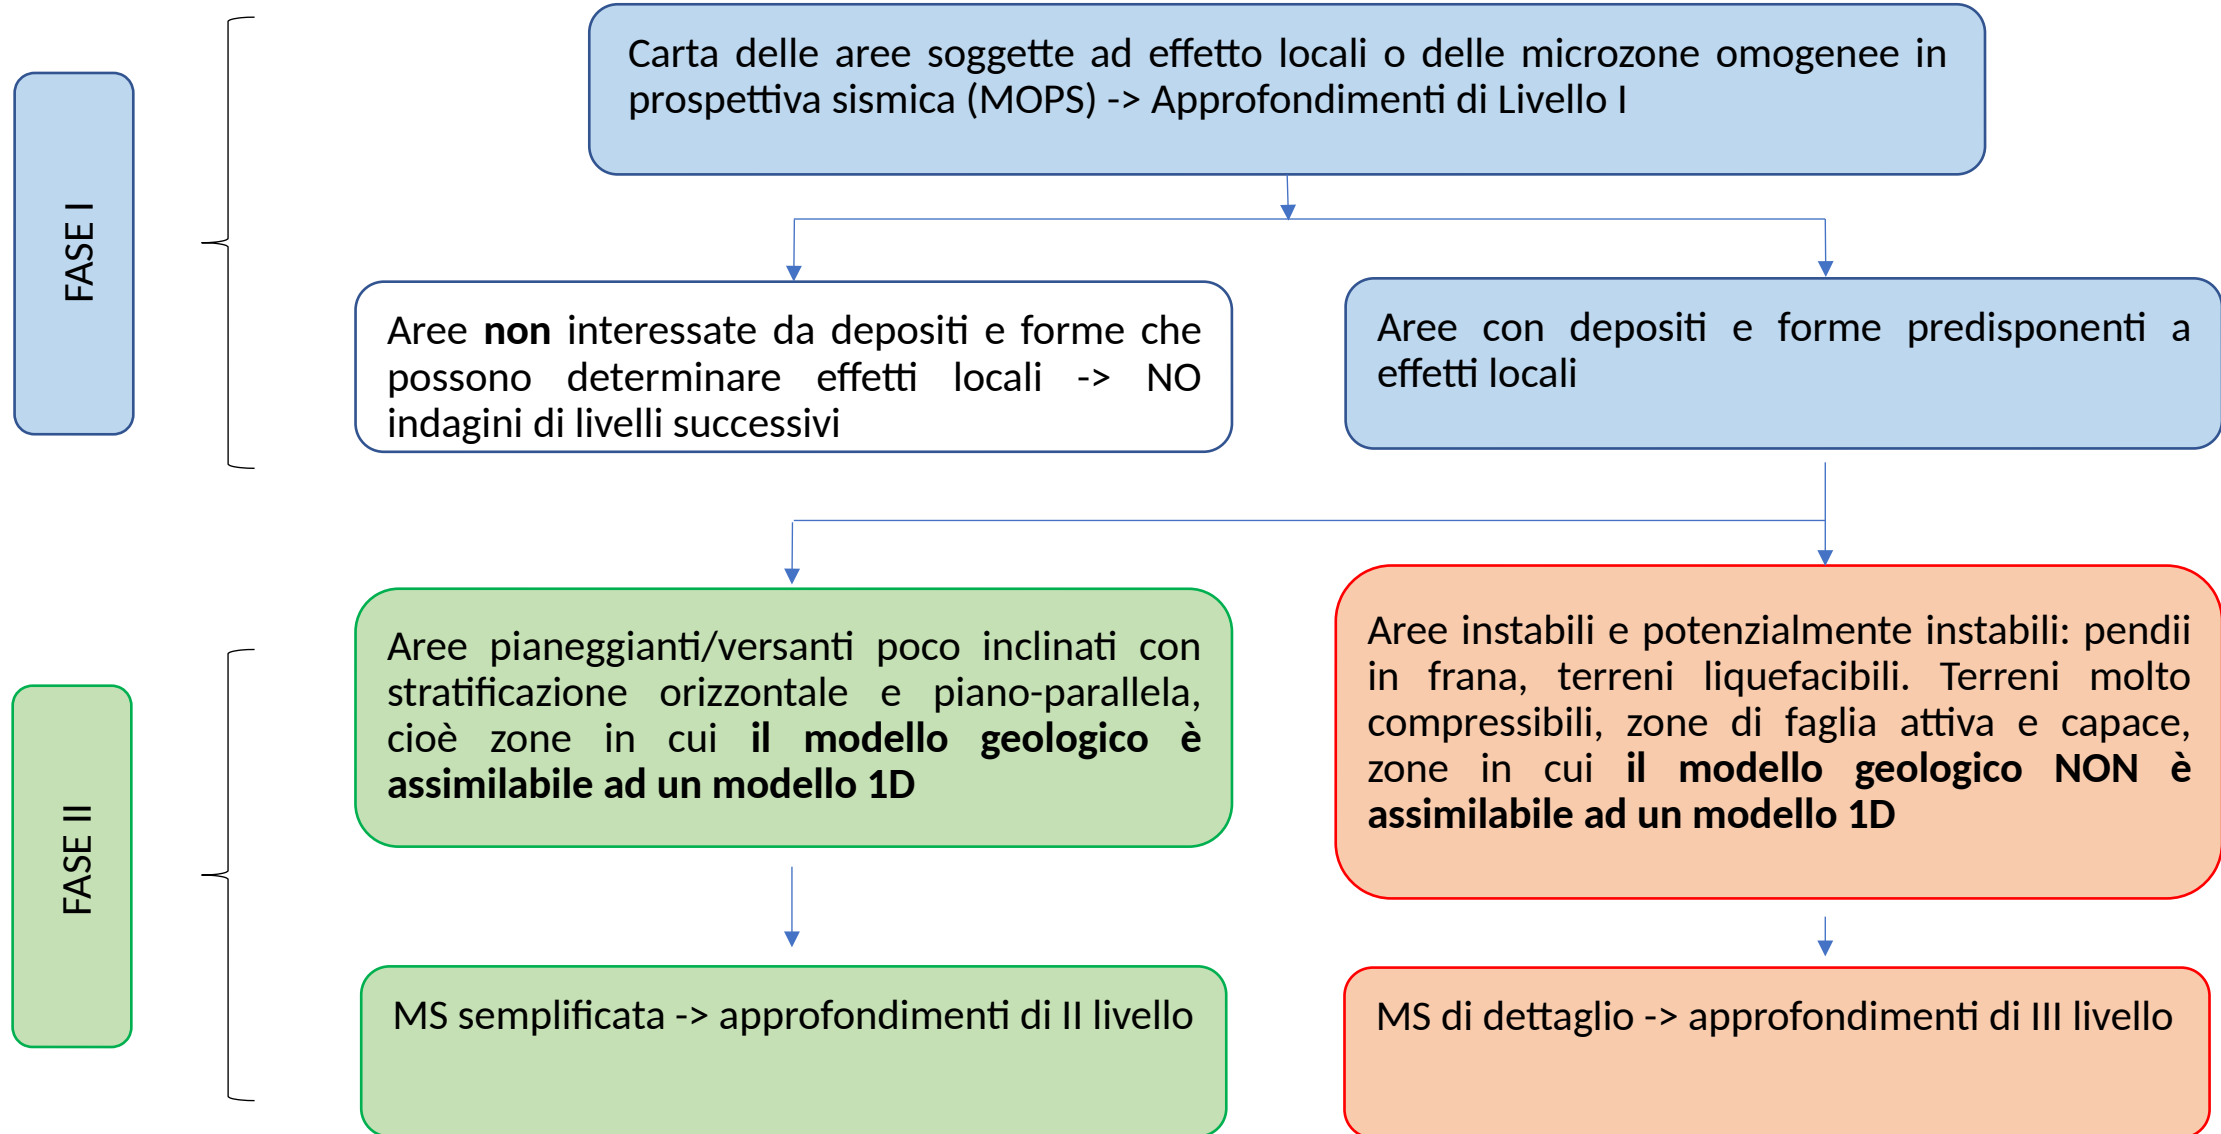 Carta delle aree soggette ad effetto locali o delle microzone omogenee in
prospettiva sismica (MOPS) -> Approfondimenti di Livello I
FASE I
Aree non interessate da depositi e forme che
possono determinare effetti locali -> NO
indagini di livelli successivi
Aree con depositi e forme predisponenti a
effetti locali
FASE II
Aree pianeggianti/versanti poco inclinati con
stratificazione orizzontale e piano-parallela,
cioè zone in cui il modello geologico è
assimilabile ad un modello 1D
Aree instabili e potenzialmente instabili: pendii
in frana, terreni liquefacibili. Terreni molto
compressibili, zone di faglia attiva e capace,
zone in cui il modello geologico NON è
assimilabile ad un modello 1D
MS semplificata -> approfondimenti di II livello
MS di dettaglio -> approfondimenti di III livello